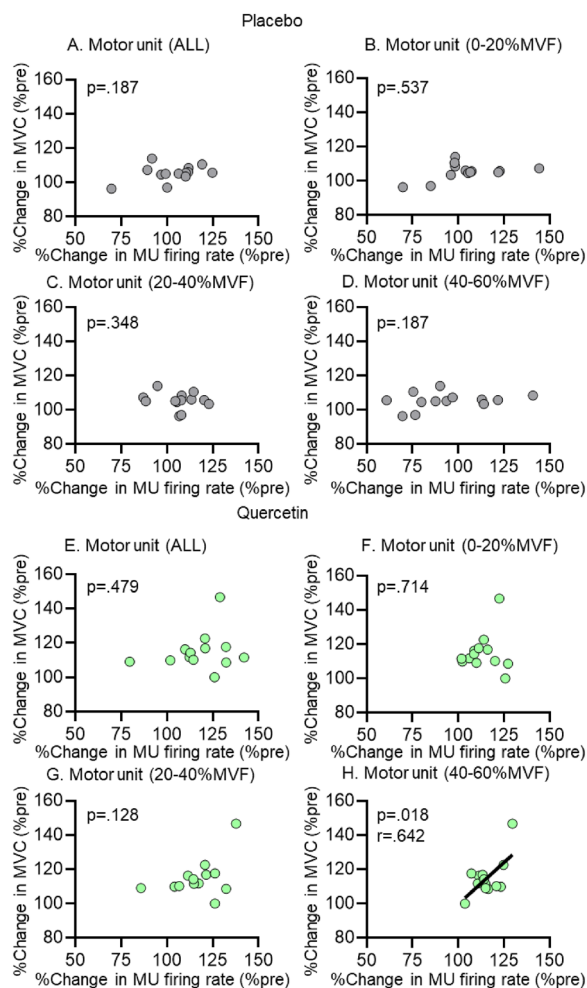 Placebo
A. Motor unit (ALL)
B. Motor unit (0-20%MVF)
%Change in MVC (%pre)
160
140
120
100
80
p=.187
50 75 100 125 150
%Change in MU firing rate (%pre)
%Change in MVC (%pre)
160
140
120
100
80
p=.537
50 75 100 125 150
%Change in MU firing rate (%pre)
C. Motor unit (20-40%MVF)
D. Motor unit (40-60%MVF)
%Change in MVC (%pre)
160
140
120
100
80
p=.348
50 75 100 125 150
%Change in MU firing rate (%pre)
%Change in MVC (%pre)
160
140
120
100
80
p=.187
50 75 100 125 150
%Change in MU firing rate (%pre)
Quercetin
E. Motor unit (ALL)
F. Motor unit (0-20%MVF)
%Change in MVC (%pre)
160
140
120
100
80
p=.479
50 75 100 125 150
%Change in MU firing rate (%pre)
%Change in MVC (%pre)
160
140
120
100
80
p=.714
50 75 100 125 150
%Change in MU firing rate (%pre)
G. Motor unit (20-40%MVF)
H. Motor unit (40-60%MVF)
%Change in MVC (%pre)
160
140
120
100
80
p=.128
50 75 100 125 150
%Change in MU firing rate (%pre)
%Change in MVC (%pre)
160
140
120
100
80
p=.018
r=.642
50 75 100 125 150
%Change in MU firing rate (%pre)